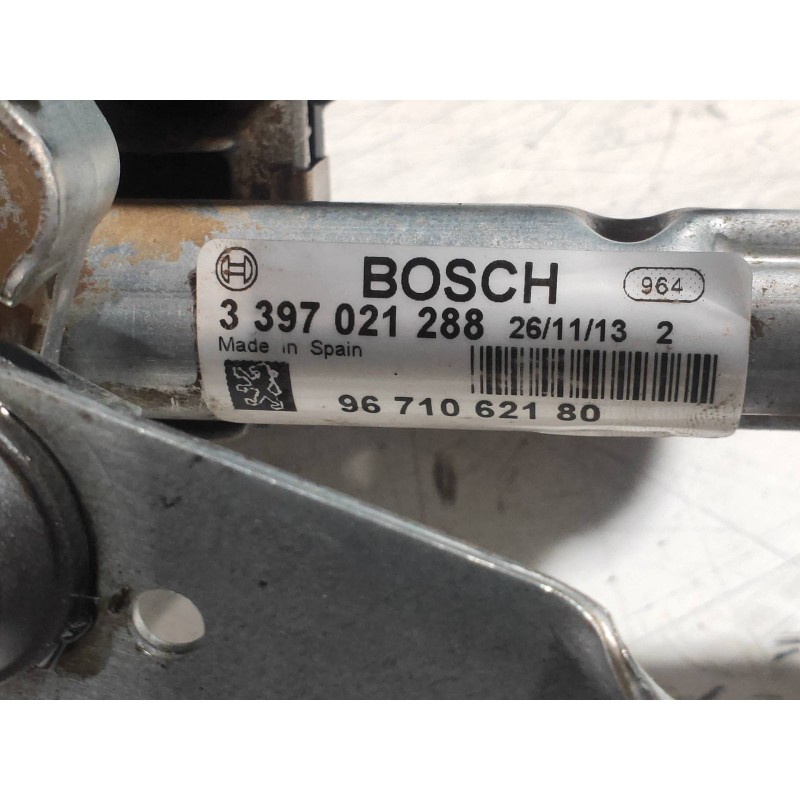 BOSCH 964
3 397 021 288 26/11/13 2
Made in Spain
96 710 621 80